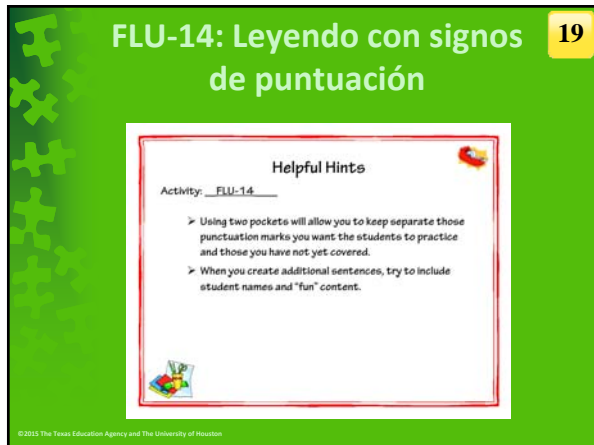 FLU-14: Leyendo con signos
de puntuación
19
Helpful Hints
Activity: __FLU-14____
➢ Using two pockets will allow you to keep separate those
punctuation marks you want the students to practice
and those you have not yet covered.
➢ When you create additional sentences, try to include
student names and "fun" content.
©2015 The Texas Education Agency and The University of Houston